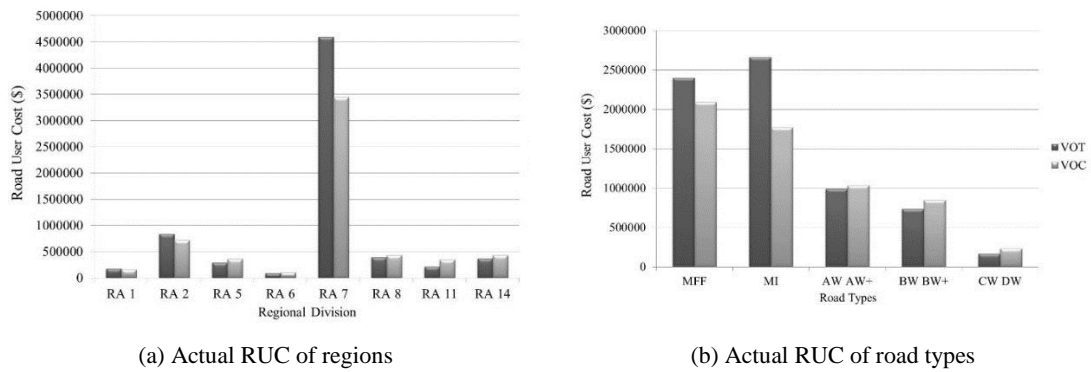 5000000
4500000
4000000
3500000
3000000
2500000
2000000
1500000
1000000
500000
0
Road User Cost ($)
RA 1 RA 2 RA 5 RA 6 RA 7 RA 8 RA 11 RA 14
Regional Division
(a) Actual RUC of regions
3000000
2500000
2000000
1500000
1000000
500000
0
Road User Cost ($)
MFF MI AW AW+ BW BW+ CW DW
Road Types
VOT
VOC
(b) Actual RUC of road types